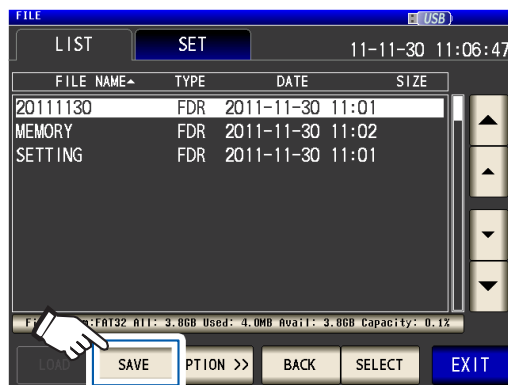 FILE
USB
LIST SET 11-11-30 11:06:47
FILE NAME▲ TYPE DATE SIZE
20111130 FDR 2011-11-30 11:01
MEMORY FDR 2011-11-30 11:02
SETTING FDR 2011-11-30 11:01
:FAT32 All: 3.8GB Used: 4.0MB Avail: 3.8GB Capacity: 0.1%
LOAD SAVE PTION >> BACK SELECT EXIT